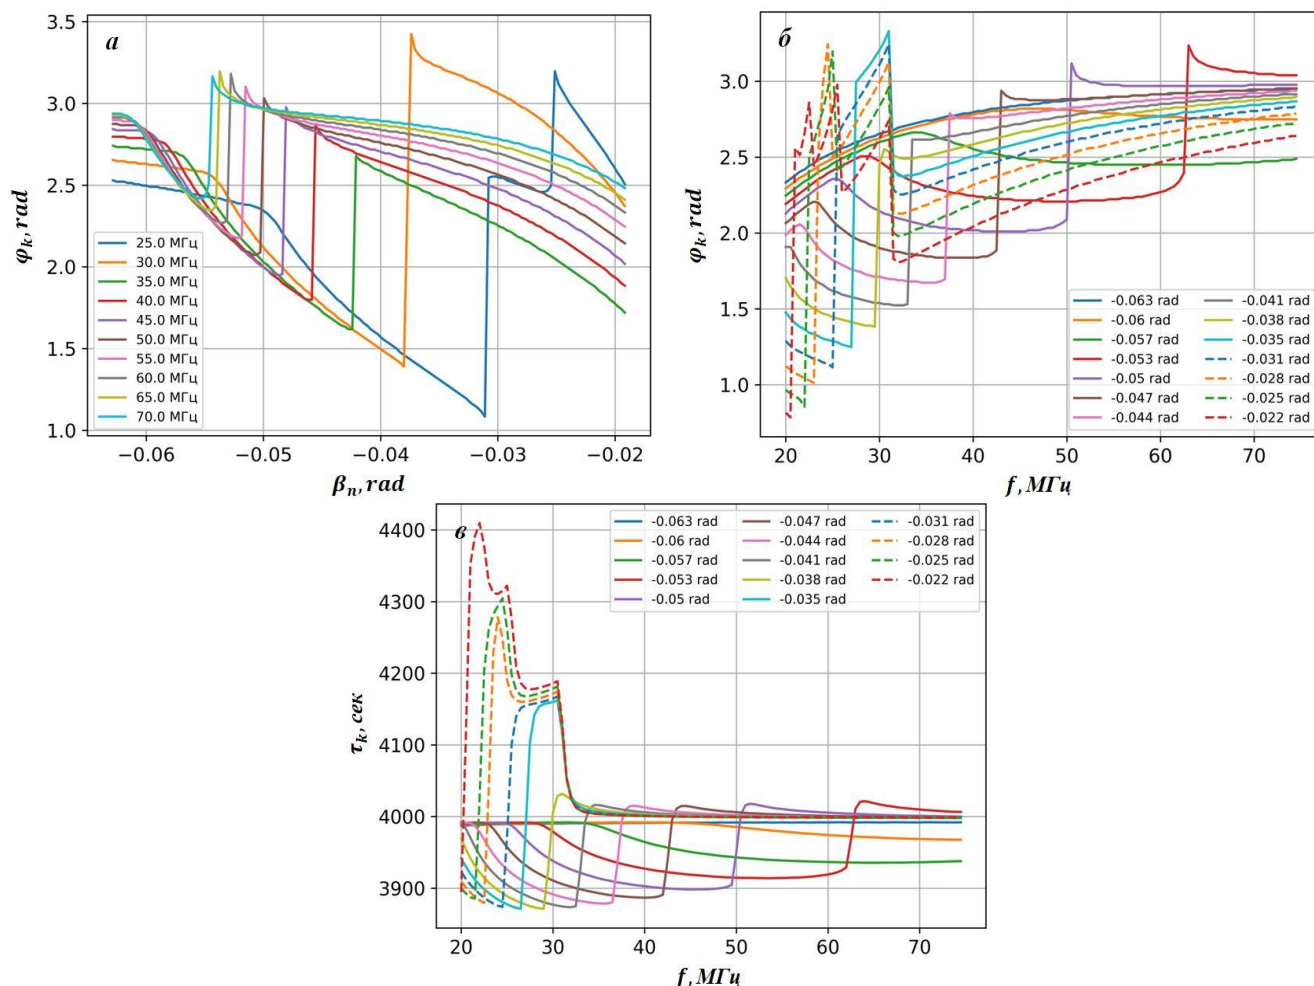 а
3.5
3.0
2.5
2.0
1.5
1.0
φk, rad
25.0 МГц
30.0 МГц
35.0 МГц
40.0 МГц
45.0 МГц
50.0 МГц
55.0 МГц
60.0 МГц
65.0 МГц
70.0 МГц
−0.06 −0.05 −0.04 −0.03 −0.02
βn, rad
б
3.0
2.5
2.0
1.5
1.0
φk, rad
-0.063 rad -0.041 rad
-0.06 rad -0.038 rad
-0.057 rad -0.035 rad
-0.053 rad -0.031 rad
-0.05 rad -0.028 rad
-0.047 rad -0.025 rad
-0.044 rad -0.022 rad
20 30 40 50 60 70
f, МГц
в
4400
4300
4200
4100
4000
3900
τk, сек
-0.063 rad -0.047 rad -0.031 rad
-0.06 rad -0.044 rad -0.028 rad
-0.057 rad -0.041 rad -0.025 rad
-0.053 rad -0.038 rad -0.022 rad
-0.05 rad -0.035 rad
20 30 40 50 60 70
f, МГц